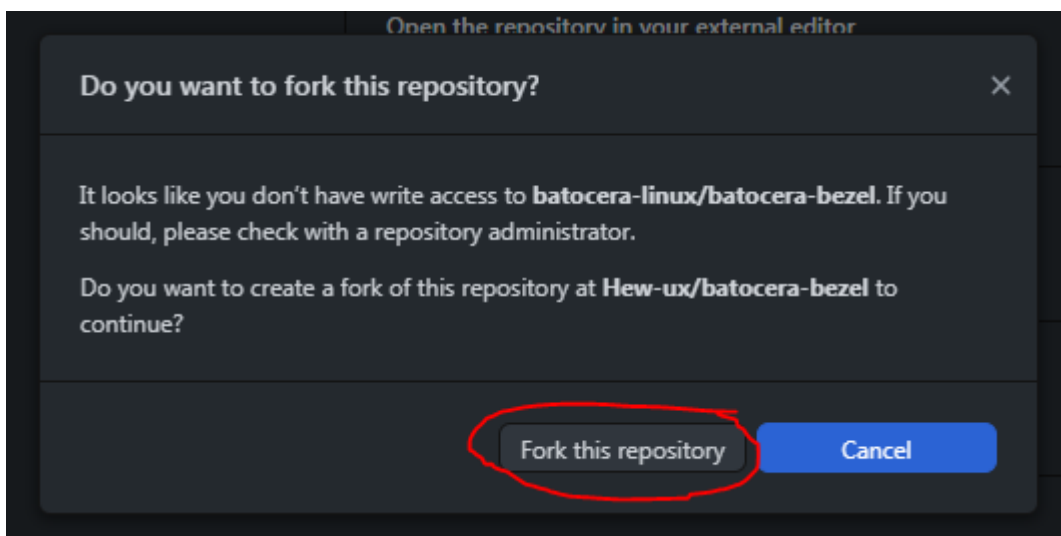 Open the repository in your external editor
Do you want to fork this repository?
It looks like you don't have write access to batocera-linux/batocera-bezel. If you
should, please check with a repository administrator.
Do you want to create a fork of this repository at Hew-ux/batocera-bezel to
continue?
Fork this repository
Cancel